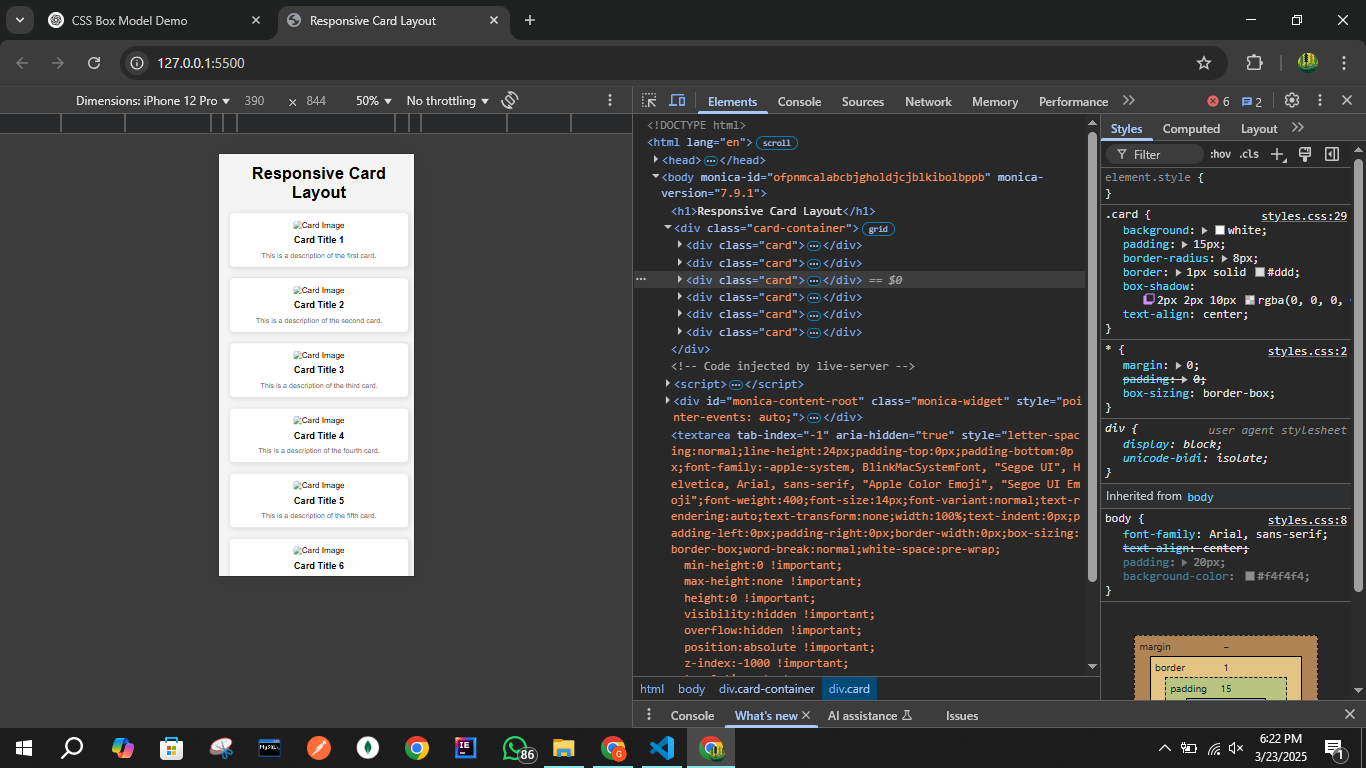 CSS Box Model Demo
Responsive Card Layout
127.0.0.1:5500
Dimensions: iPhone 12 Pro 390 × 844 50% No throttling
Elements Console Sources Network Memory Performance 6 2
Responsive Card
Layout
Card Image
Card Title 1
This is a description of the first card.
Card Image
Card Title 2
This is a description of the second card.
Card Image
Card Title 3
This is a description of the third card.
Card Image
Card Title 4
This is a description of the fourth card.
Card Image
Card Title 5
This is a description of the fifth card.
Card Image
Card Title 6
<!DOCTYPE html>
<html lang="en"> scroll
<head> ⋯ </head>
<body monica-id="ofpnmcalabcbjgholdjcjblkibolbppb" monica-
version="7.9.1">
<h1>Responsive Card Layout</h1>
<div class="card-container"> grid
<div class="card"> ⋯ </div>
<div class="card"> ⋯ </div>
<div class="card"> ⋯ </div> == $0
<div class="card"> ⋯ </div>
<div class="card"> ⋯ </div>
<div class="card"> ⋯ </div>
</div>
<!-- Code injected by live-server -->
<script> ⋯ </script>
<div id="monica-content-root" class="monica-widget" style="poi
nter-events: auto;"> ⋯ </div>
<textarea tab-index="-1" aria-hidden="true" style="letter-spac
ing:normal;line-height:24px;padding-top:0px;padding-bottom:0p
x;font-family:-apple-system, BlinkMacSystemFont, "Segoe UI", H
elvetica, Arial, sans-serif, "Apple Color Emoji", "Segoe UI Em
oji";font-weight:400;font-size:14px;font-variant:normal;text-r
endering:auto;text-transform:none;width:100%;text-indent:0px;p
adding-left:0px;padding-right:0px;border-width:0px;box-sizing:
border-box;word-break:normal;white-space:pre-wrap;
min-height:0 !important;
max-height:none !important;
height:0 !important;
visibility:hidden !important;
overflow:hidden !important;
position:absolute !important;
z-index:-1000 !important;
html body div.card-container div.card
Styles Computed Layout
Filter :hov .cls
element.style {
}
.card { styles.css:29
background: white;
padding: 15px;
border-radius: 8px;
border: 1px solid #ddd;
box-shadow:
2px 2px 10px rgba(0, 0, 0,
text-align: center;
}
* { styles.css:2
margin: 0;
padding: 0;
box-sizing: border-box;
}
div { user agent stylesheet
display: block;
unicode-bidi: isolate;
}
Inherited from body
body { styles.css:8
font-family: Arial, sans-serif;
text-align: center;
padding: 20px;
background-color: #f4f4f4;
}
margin –
border 1
padding 15
Console What's new AI assistance Issues
MySQL
IE
86
G
6:22 PM
3/23/2025
1